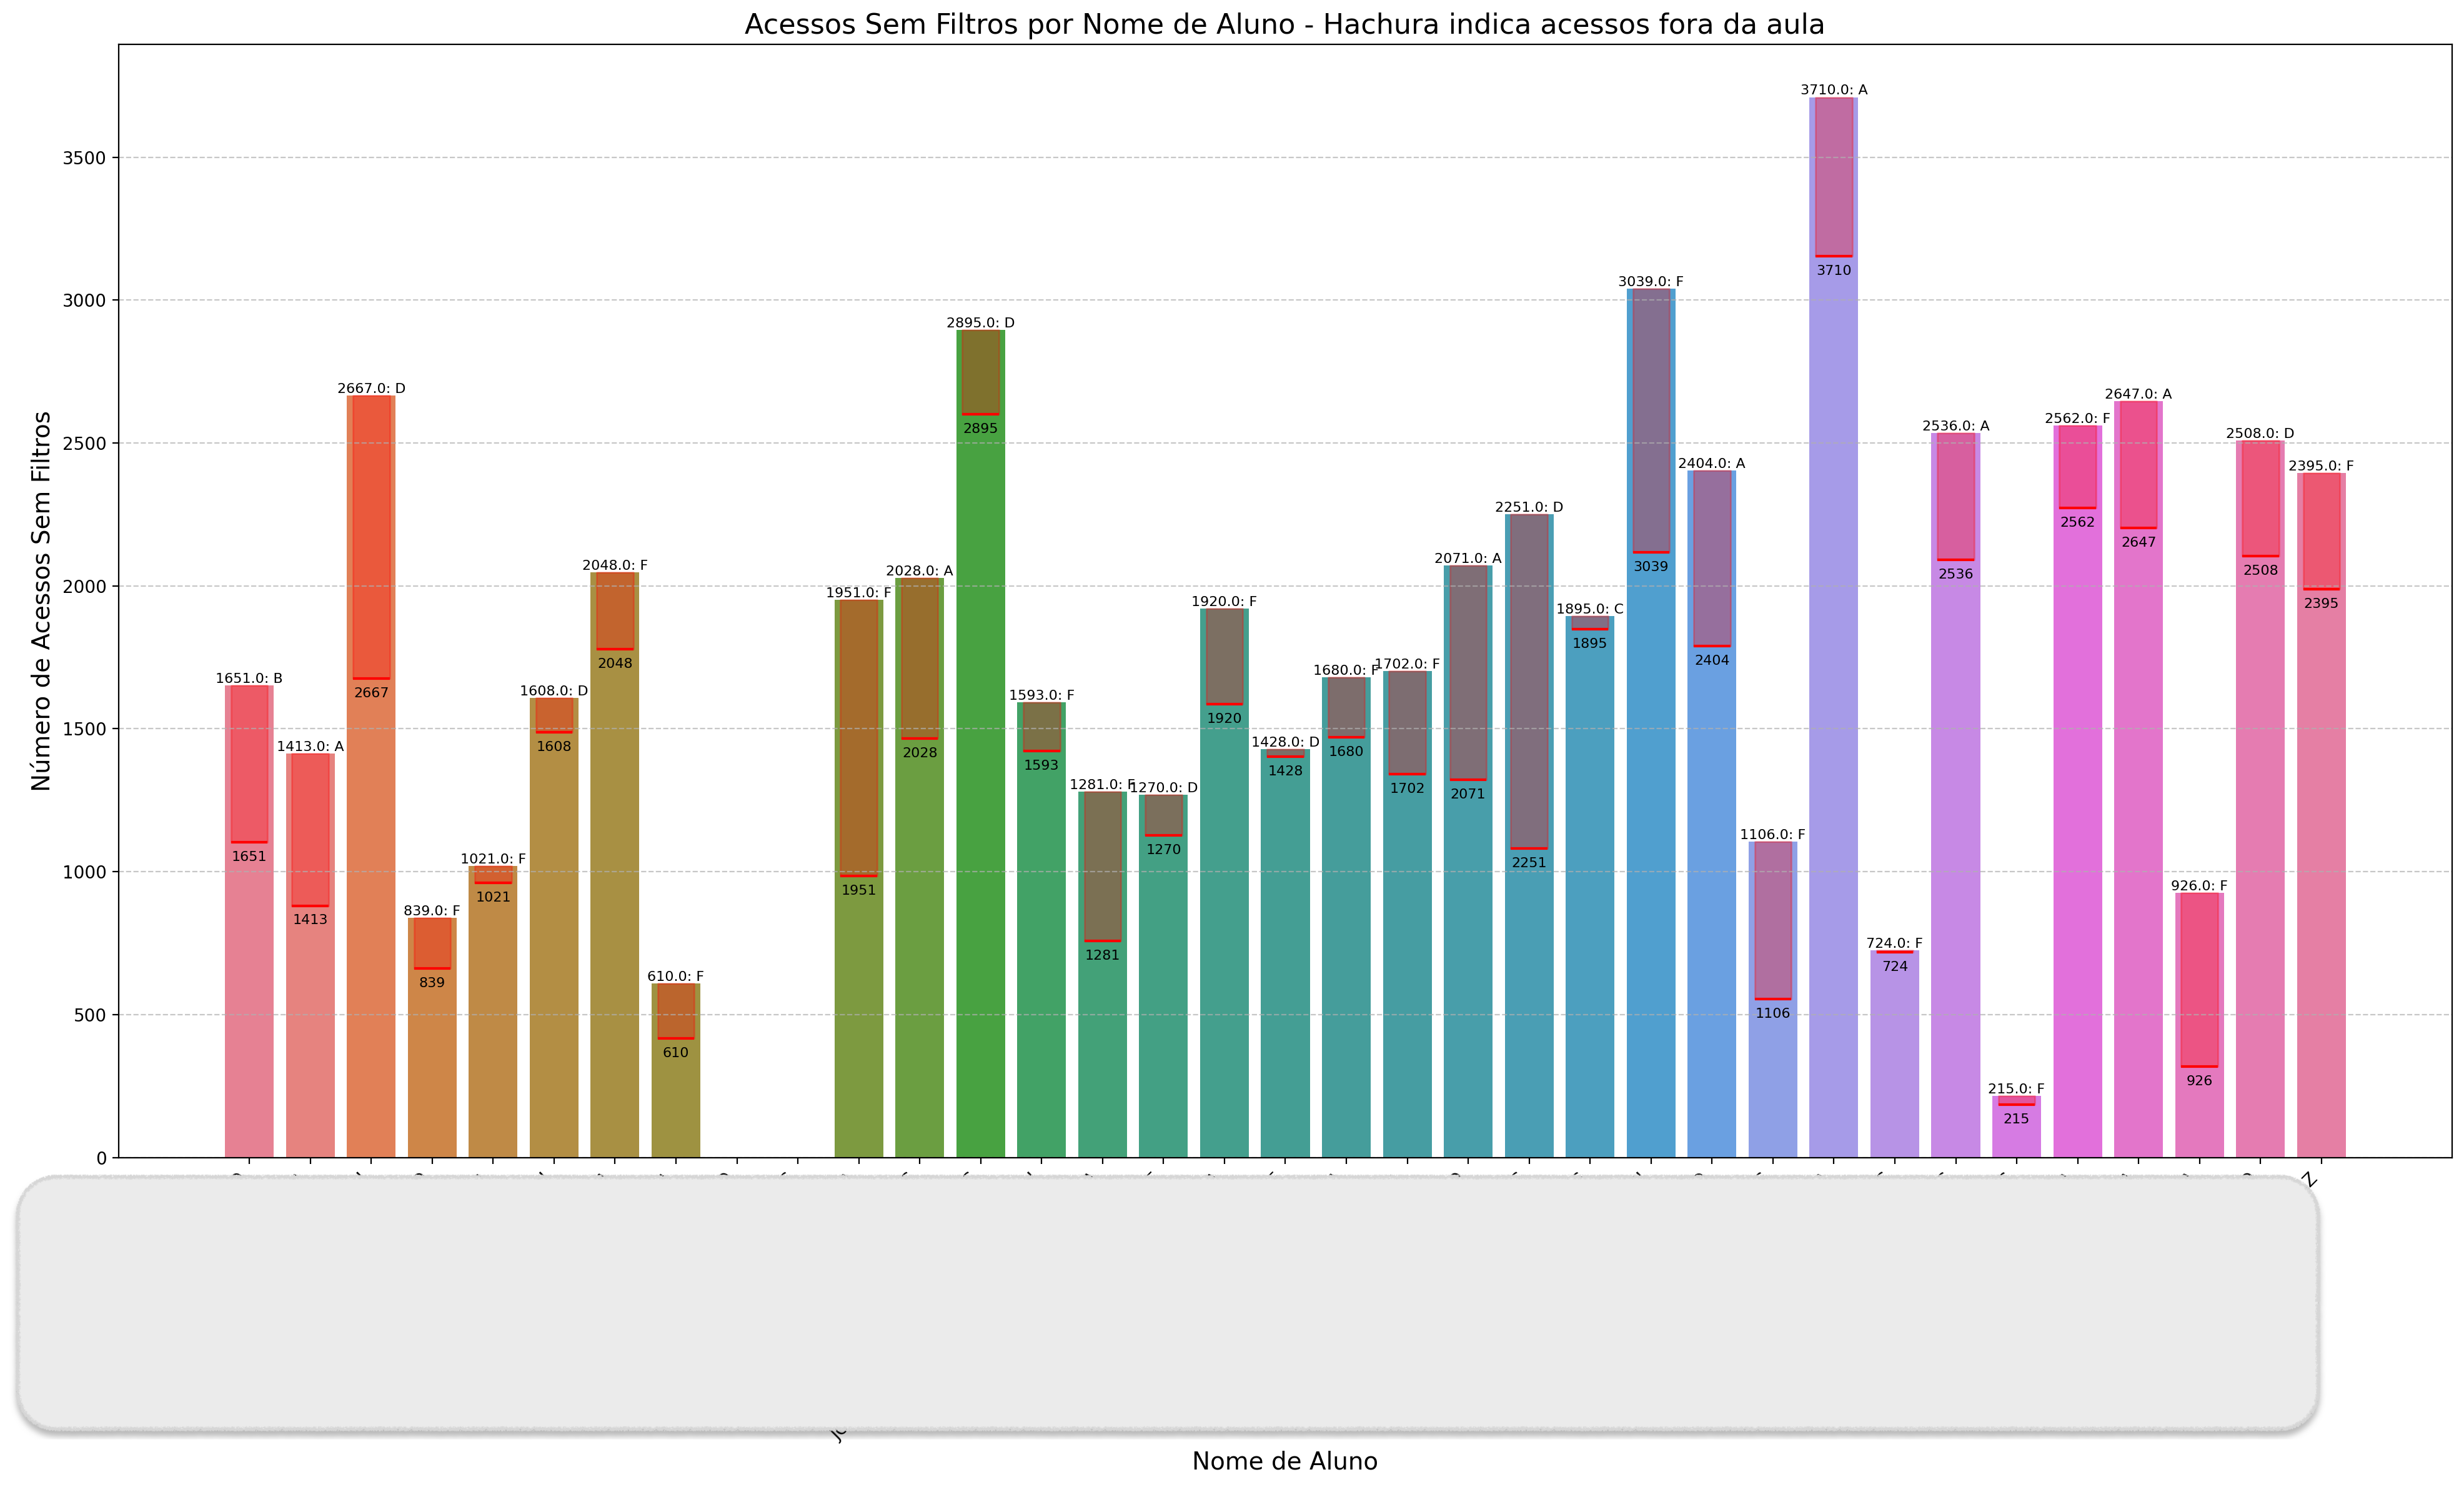 Acessos Sem Filtros por Nome de Aluno - Hachura indica acessos fora da aula
Número de Acessos Sem Filtros
3500
3000
2500
2000
1500
1000
500
0
1651.0: B
1651
1413.0: A
1413
2667.0: D
2667
839.0: F
839
1021.0: F
1021
1608.0: D
1608
2048.0: F
2048
610.0: F
610
1951.0: F
1951
2028.0: A
2028
2895.0: D
2895
1593.0: F
1593
1281.0: F
1281
1270.0: D
1270
1920.0: F
1920
1428.0: D
1428
1680.0: F
1680
1702.0: F
1702
2071.0: A
2071
2251.0: D
2251
1895.0: C
1895
3039.0: F
3039
2404.0: A
2404
1106.0: F
1106
3710.0: A
3710
724.0: F
724
2536.0: A
2536
215.0: F
215
2562.0: F
2562
2647.0: A
2647
926.0: F
926
2508.0: D
2508
2395.0: F
2395
Z
Nome de Aluno